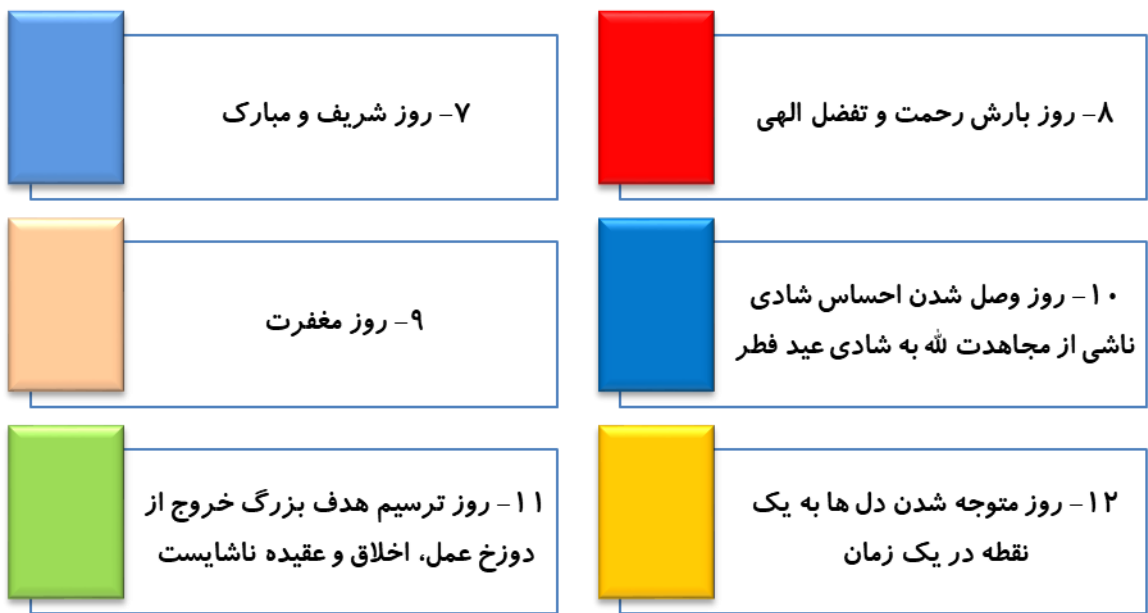 ۷- روز شریف و مبارک
۸- روز بارش رحمت و تفضل الهی
۹- روز مغفرت
۱۰- روز وصل شدن احساس شادی
ناشی از مجاهدت لله به شادی عید فطر
۱۱- روز ترسیم هدف بزرگ خروج از
دوزخ عمل، اخلاق و عقیده ناشایست
۱۲- روز متوجه شدن دل ها به یک
نقطه در یک زمان